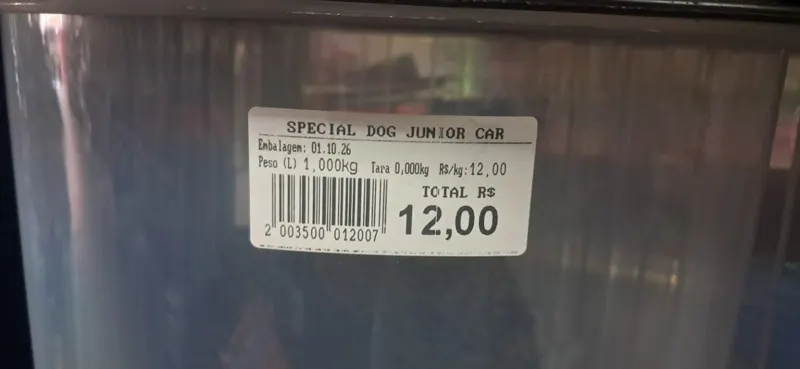 SPECIAL DOG JUNIOR CAR
Embalagem: 01.10.26
Peso (L) 1,000kg Tara 0,000kg R$/kg: 12,00
TOTAL R$
12,00
2 003500 012007